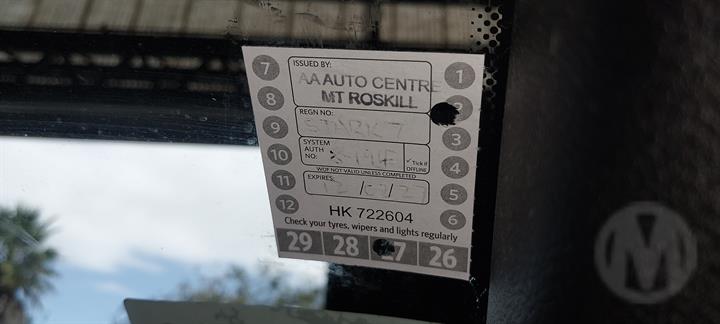 7 ISSUED BY: 1
AA AUTO CENTRE
MT ROSKILL
8
REGN NO:
9 3
SYSTEM
AUTH
NO:
10 4
✓ Tick if
OFFLINE
WOF NOT VALID UNLESS COMPLETED
11 EXPIRES: 5
12 HK 722604 6
Check your tyres, wipers and lights regularly
29 28 27 26
M